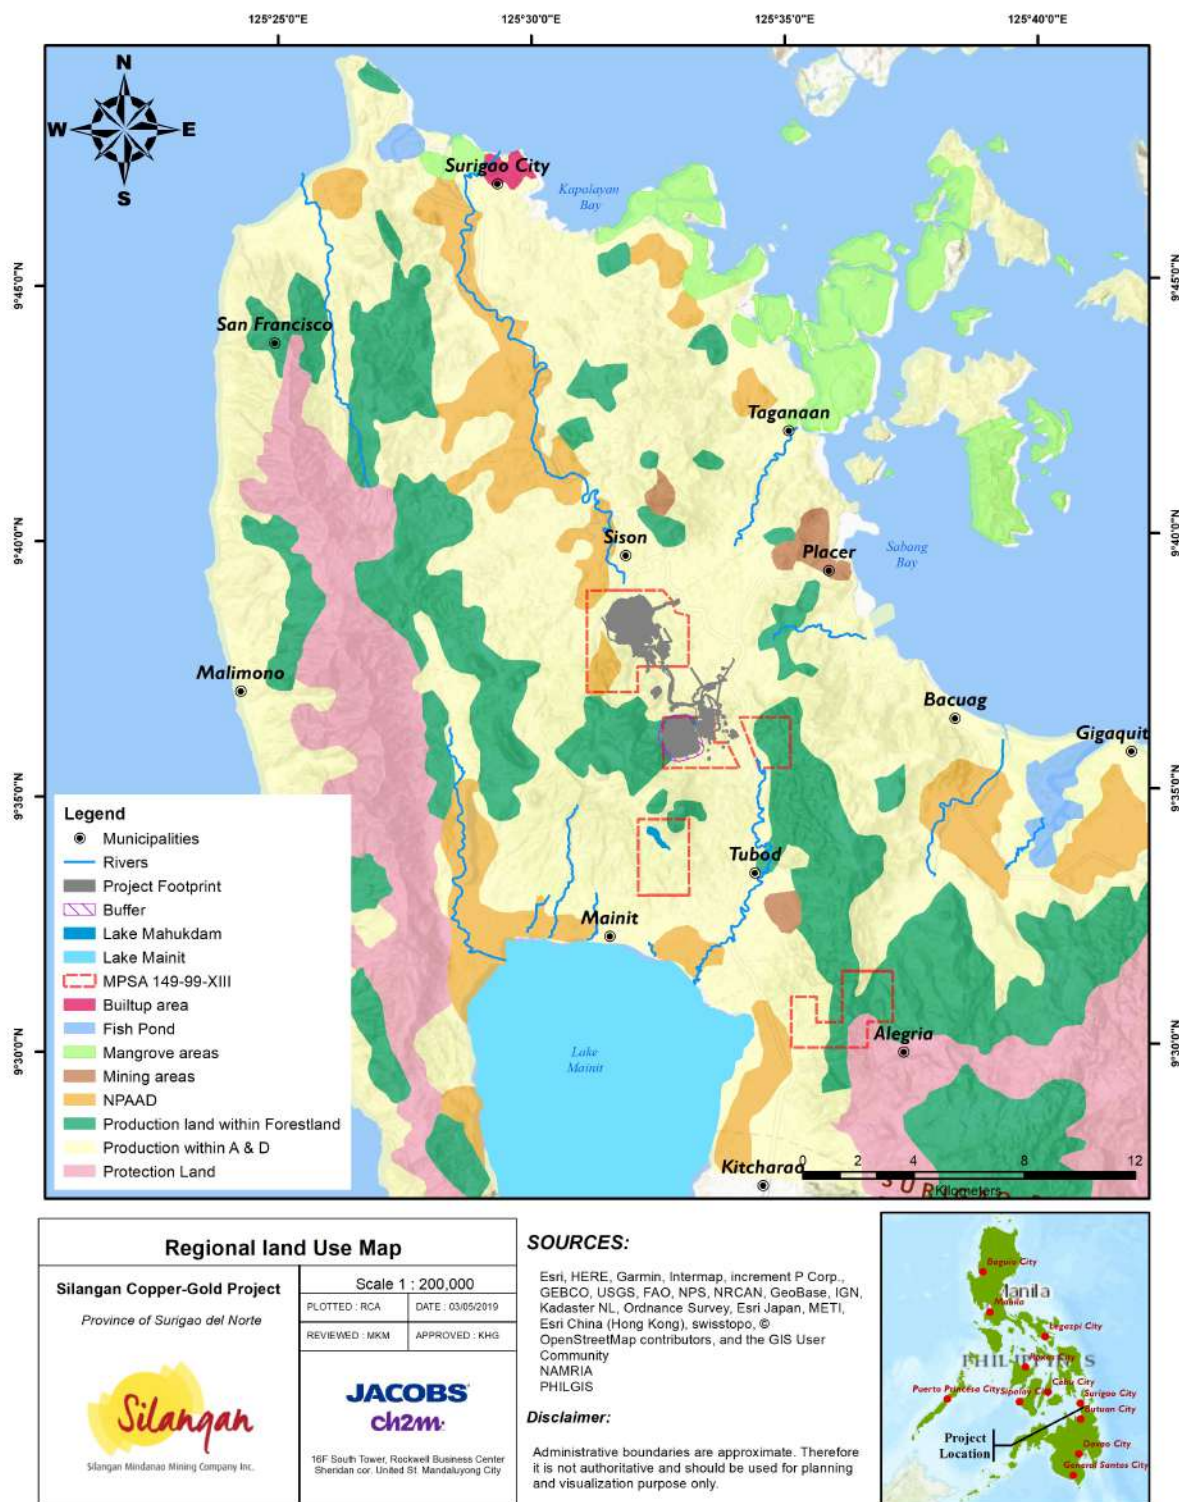 125°25'0"E
125°30'0"E
125°35'0"E
125°40'0"E
N
W
E
S
Surigao City
Kapalayan
Bay
9°45'0"N
9°45'0"N
San Francisco
Taganaan
9°40'0"N
9°40'0"N
Sison
Placer
Sabang
Bay
Malimono
Bacuag
Gigaquit
9°35'0"N
9°35'0"N
Tubod
Mainit
Lake
Mainit
Alegria
9°30'0"N
9°30'0"N
Kitcharao
Legend
Municipalities
Rivers
Project Footprint
Buffer
Lake Mahukdam
Lake Mainit
MPSA 149-99-XIII
Builtup area
Fish Pond
Mangrove areas
Mining areas
NPAAD
Production land within Forestland
Production within A & D
Protection Land
0 2 4 8 12
Kilometers
Regional land Use Map
Silangan Copper-Gold Project
Province of Surigao del Norte
Silangan
Silangan Mindanao Mining Company Inc.
Scale 1 : 200,000
PLOTTED : RCA
DATE : 03/05/2019
REVIEWED : MKM
APPROVED : KHG
JACOBS
ch2m
16F South Tower, Rockwell Business Center
Sheridan cor. United St. Mandaluyong City
SOURCES:
Esri, HERE, Garmin, Intermap, increment P Corp.,
GEBCO, USGS, FAO, NPS, NRCAN, GeoBase, IGN,
Kadaster NL, Ordnance Survey, Esri Japan, METI,
Esri China (Hong Kong), swisstopo, ©
OpenStreetMap contributors, and the GIS User
Community
NAMRIA
PHILGIS
Disclaimer:
Administrative boundaries are approximate. Therefore
it is not authoritative and should be used for planning
and visualization purpose only.
Baguio City
Manila
Manila
Legazpi City
PHILIPPINES
Roxas City
Cebu City
Puerto Princesa City
Sipalay City
Surigao City
Butuan City
Project
Location
Davao City
General Santos City